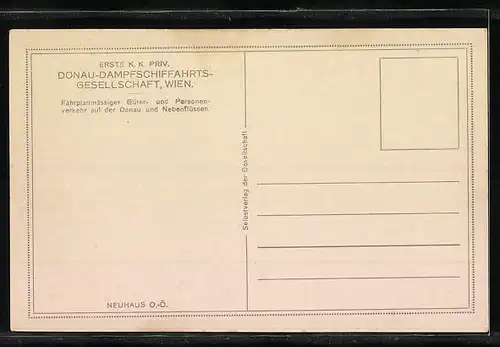 ERSTE K. K. PRIV.
DONAU-DAMPFSCHIFFAHRTS-
GESELLSCHAFT, WIEN.
Fahrplanmässiger Güter- und Personen-
verkehr auf der Donau und Nebenflüssen.
Selbstverlag der Gesellschaft
NEUHAUS O.-Ö.